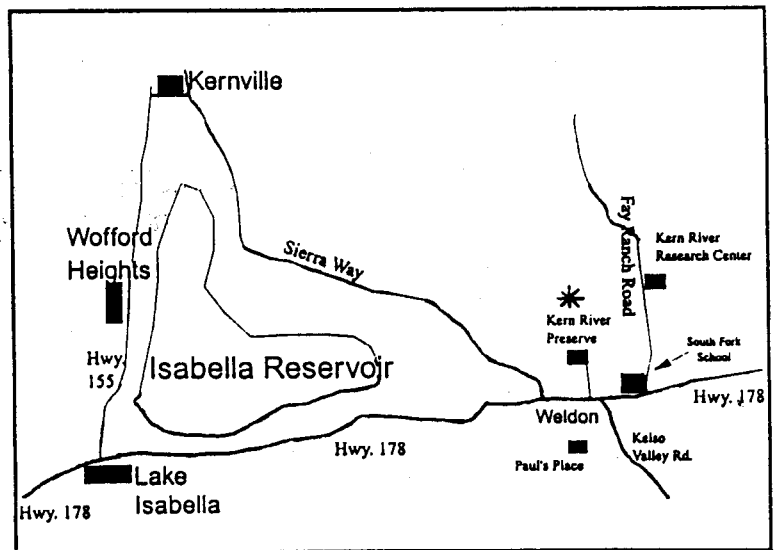 Kernville
Wofford
Heights
Sierra Way
Fay Ranch Road
Kern River
Research Center
Kern River
Preserve
South Fork
School
Hwy.
155
Isabella Reservoir
Hwy. 178
Weldon
Hwy. 178
Paul's Place
Kelso
Valley Rd.
Lake
Isabella
Hwy. 178